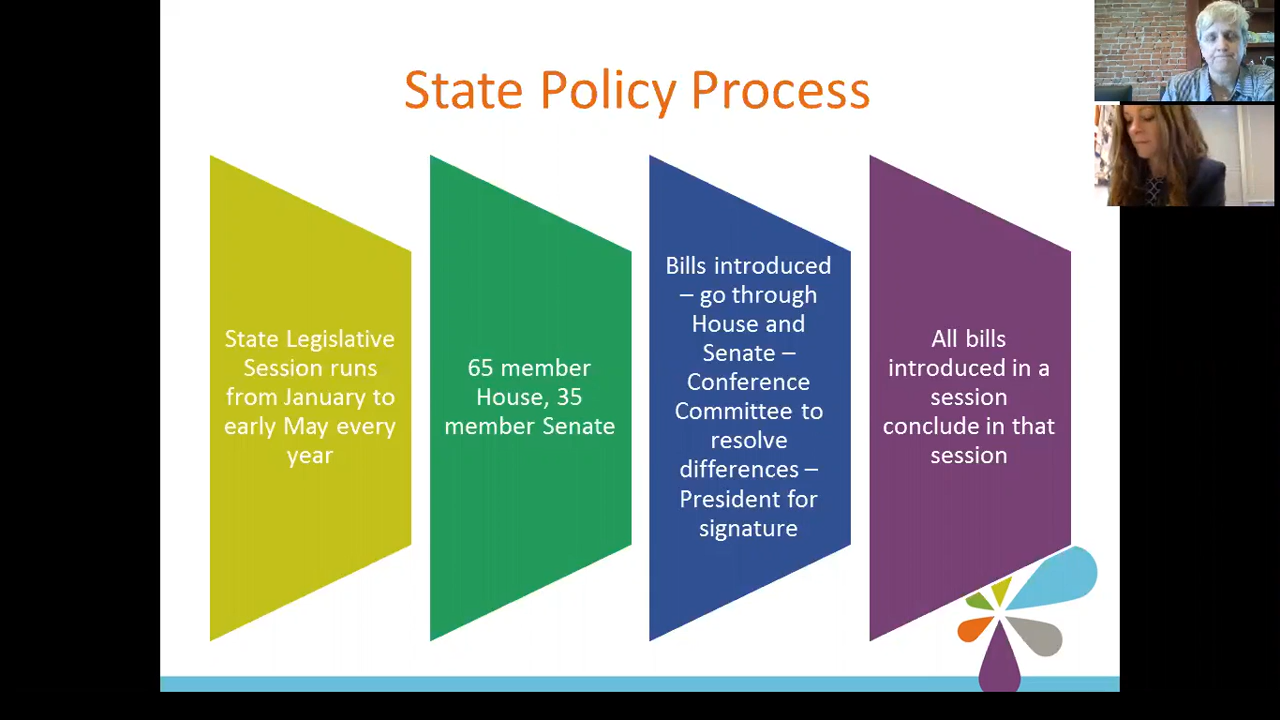 State Policy Process
State Legislative
Session runs
from January to
early May every
year
65 member
House, 35
member Senate
Bills introduced
– go through
House and
Senate –
Conference
Committee to
resolve
differences –
President for
signature
All bills
introduced in a
session
conclude in that
session